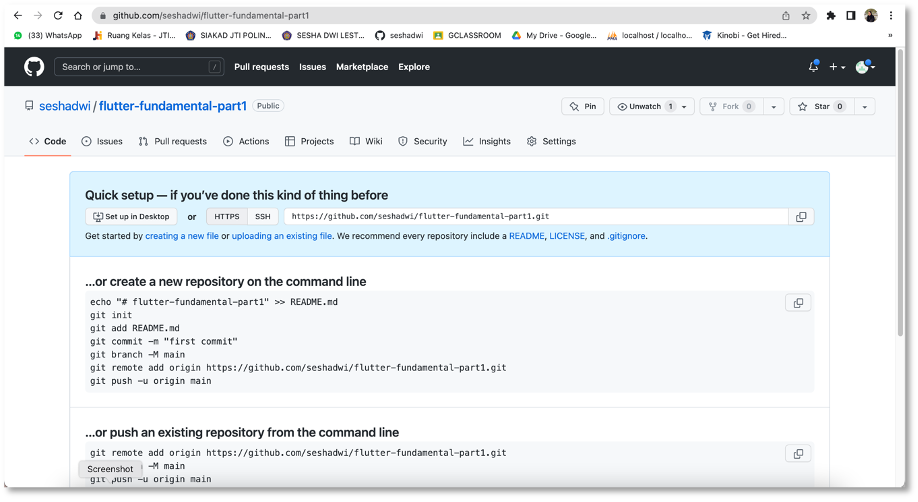 github.com/seshadwi/flutter-fundamental-part1
(33) WhatsApp Ruang Kelas - JTI... SIAKAD JTI POLIN... SESHA DWI LEST... seshadwi GCLASSROOM My Drive - Google... localhost / localho... Kinobi - Get Hired... »
Search or jump to... / Pull requests Issues Marketplace Explore
seshadwi / flutter-fundamental-part1 Public Pin Unwatch 1 Fork 0 Star 0
<> Code Issues Pull requests Actions Projects Wiki Security Insights Settings
Quick setup — if you've done this kind of thing before
Set up in Desktop or HTTPS SSH https://github.com/seshadwi/flutter-fundamental-part1.git
Get started by creating a new file or uploading an existing file. We recommend every repository include a README, LICENSE, and .gitignore.
...or create a new repository on the command line
echo "# flutter-fundamental-part1" >> README.md
git init
git add README.md
git commit -m "first commit"
git branch -M main
git remote add origin https://github.com/seshadwi/flutter-fundamental-part1.git
git push -u origin main
...or push an existing repository from the command line
git remote add origin https://github.com/seshadwi/flutter-fundamental-part1.git
Screenshot -M main
git push -u origin main